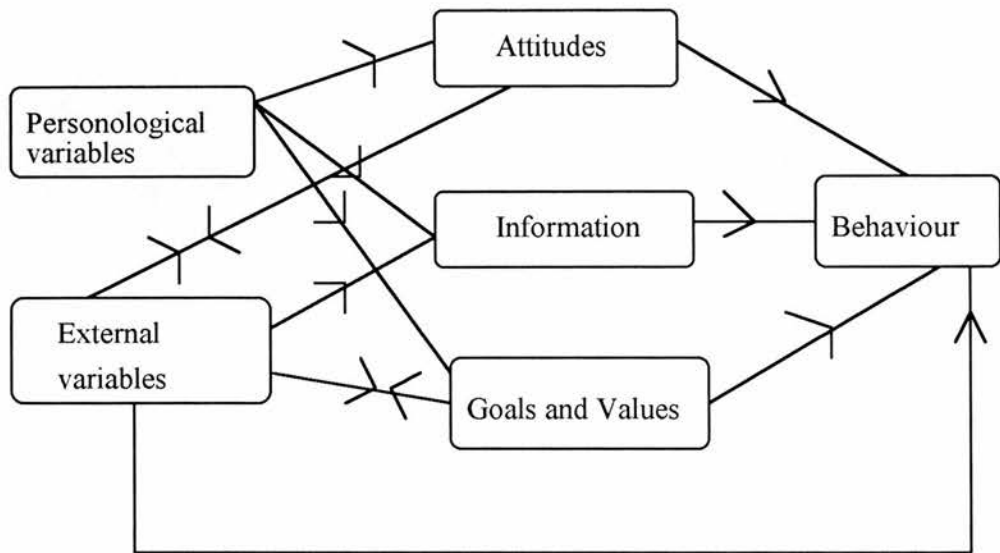 Attitudes
Personological
variables
Information
Behaviour
External
variables
Goals and Values